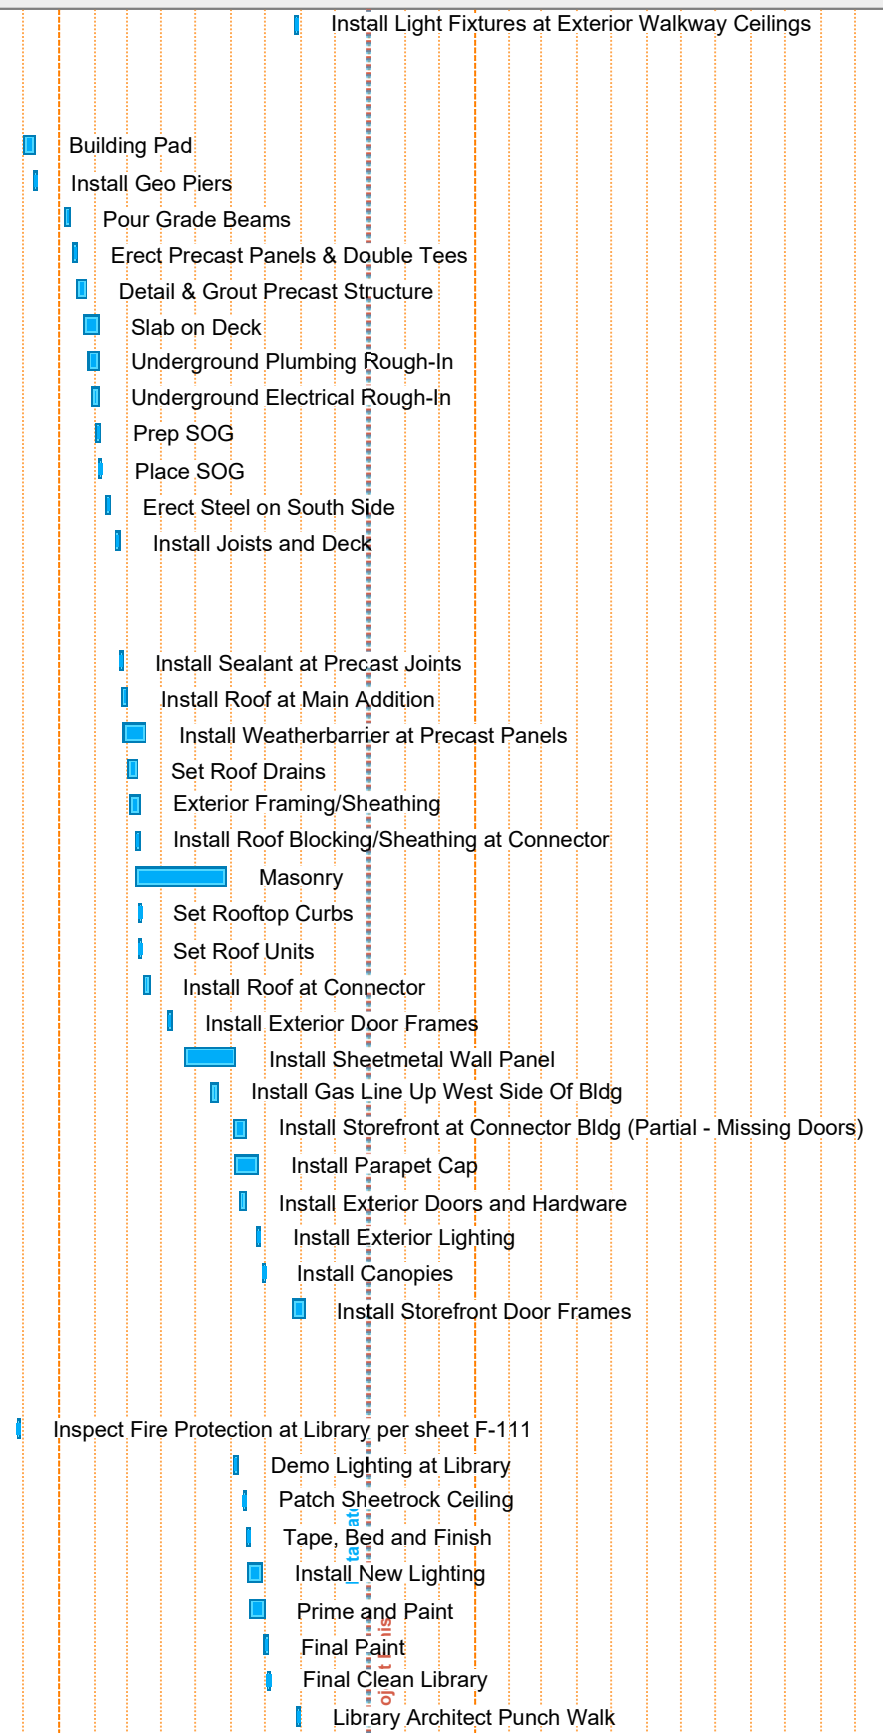 Install Light Fixtures at Exterior Walkway Ceilings
Building Pad
Install Geo Piers
Pour Grade Beams
Erect Precast Panels & Double Tees
Detail & Grout Precast Structure
Slab on Deck
Underground Plumbing Rough-In
Underground Electrical Rough-In
Prep SOG
Place SOG
Erect Steel on South Side
Install Joists and Deck
Install Sealant at Precast Joints
Install Roof at Main Addition
Install Weatherbarrier at Precast Panels
Set Roof Drains
Exterior Framing/Sheathing
Install Roof Blocking/Sheathing at Connector
Masonry
Set Rooftop Curbs
Set Roof Units
Install Roof at Connector
Install Exterior Door Frames
Install Sheetmetal Wall Panel
Install Gas Line Up West Side Of Bldg
Install Storefront at Connector Bldg (Partial - Missing Doors)
Install Parapet Cap
Install Exterior Doors and Hardware
Install Exterior Lighting
Install Canopies
Install Storefront Door Frames
Inspect Fire Protection at Library per sheet F-111
Demo Lighting at Library
Patch Sheetrock Ceiling
Tape, Bed and Finish
Install New Lighting
Prime and Paint
Final Paint
Final Clean Library
Library Architect Punch Walk